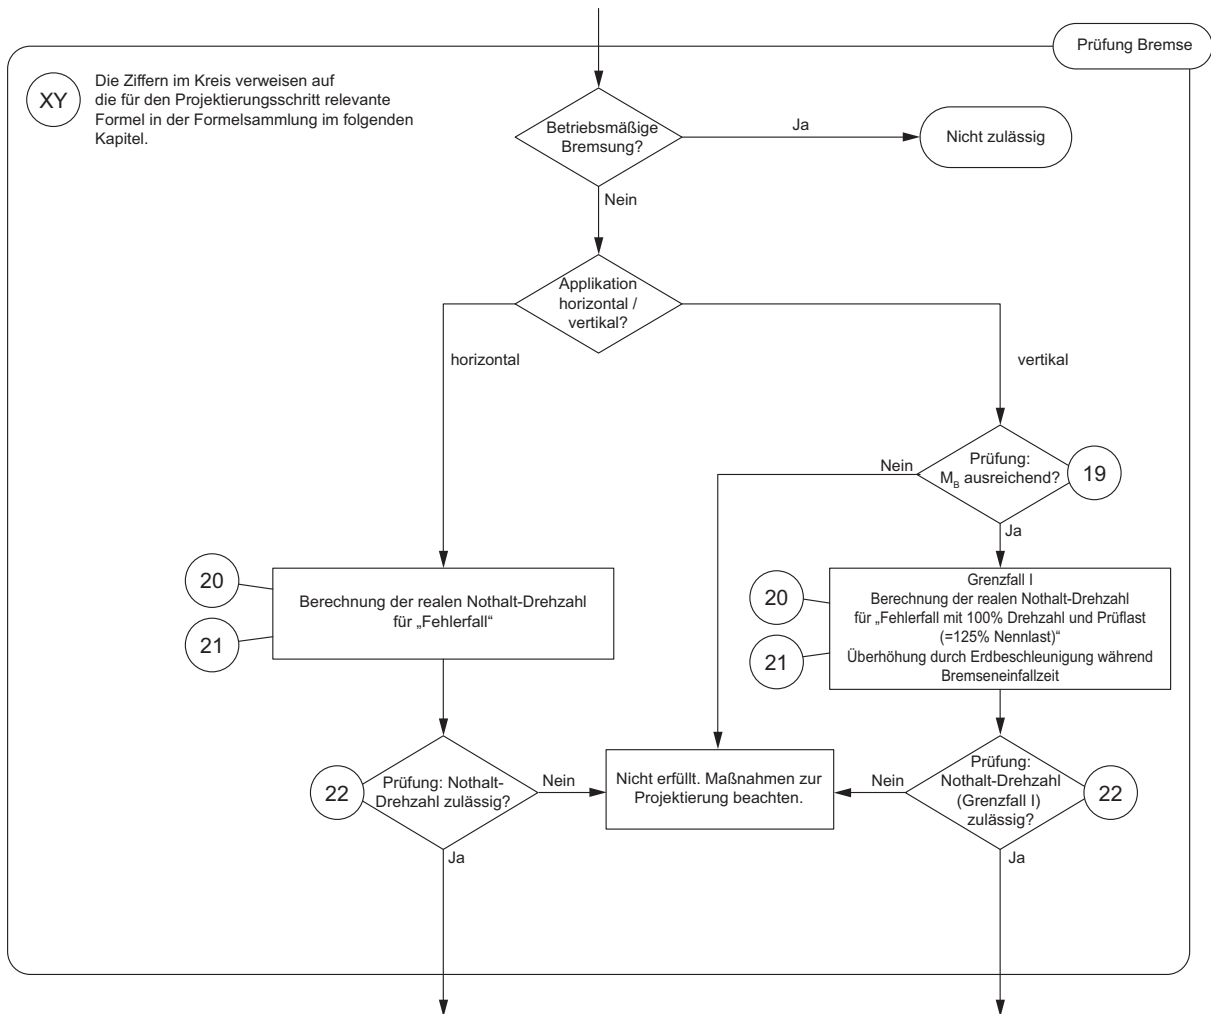 Prüfung Bremse
XY
Die Ziffern im Kreis verweisen auf
die für den Projektierungsschritt relevante
Formel in der Formelsammlung im folgenden
Kapitel.
Betriebsmäßige
Bremsung?
Ja
Nicht zulässig
Nein
Applikation
horizontal /
vertikal?
horizontal
vertikal
Nein
Prüfung:
M_B ausreichend?
19
Ja
20
21
Berechnung der realen Nothalt-Drehzahl
für „Fehlerfall“
20
21
Grenzfall I
Berechnung der realen Nothalt-Drehzahl
für „Fehlerfall mit 100% Drehzahl und Prüflast
(=125% Nennlast)“
Überhöhung durch Erdbeschleunigung während
Bremseneinfallzeit
22
Prüfung: Nothalt-
Drehzahl zulässig?
Nein
Nicht erfüllt. Maßnahmen zur
Projektierung beachten.
Nein
Prüfung:
Nothalt-Drehzahl
(Grenzfall I)
zulässig?
22
Ja
Ja